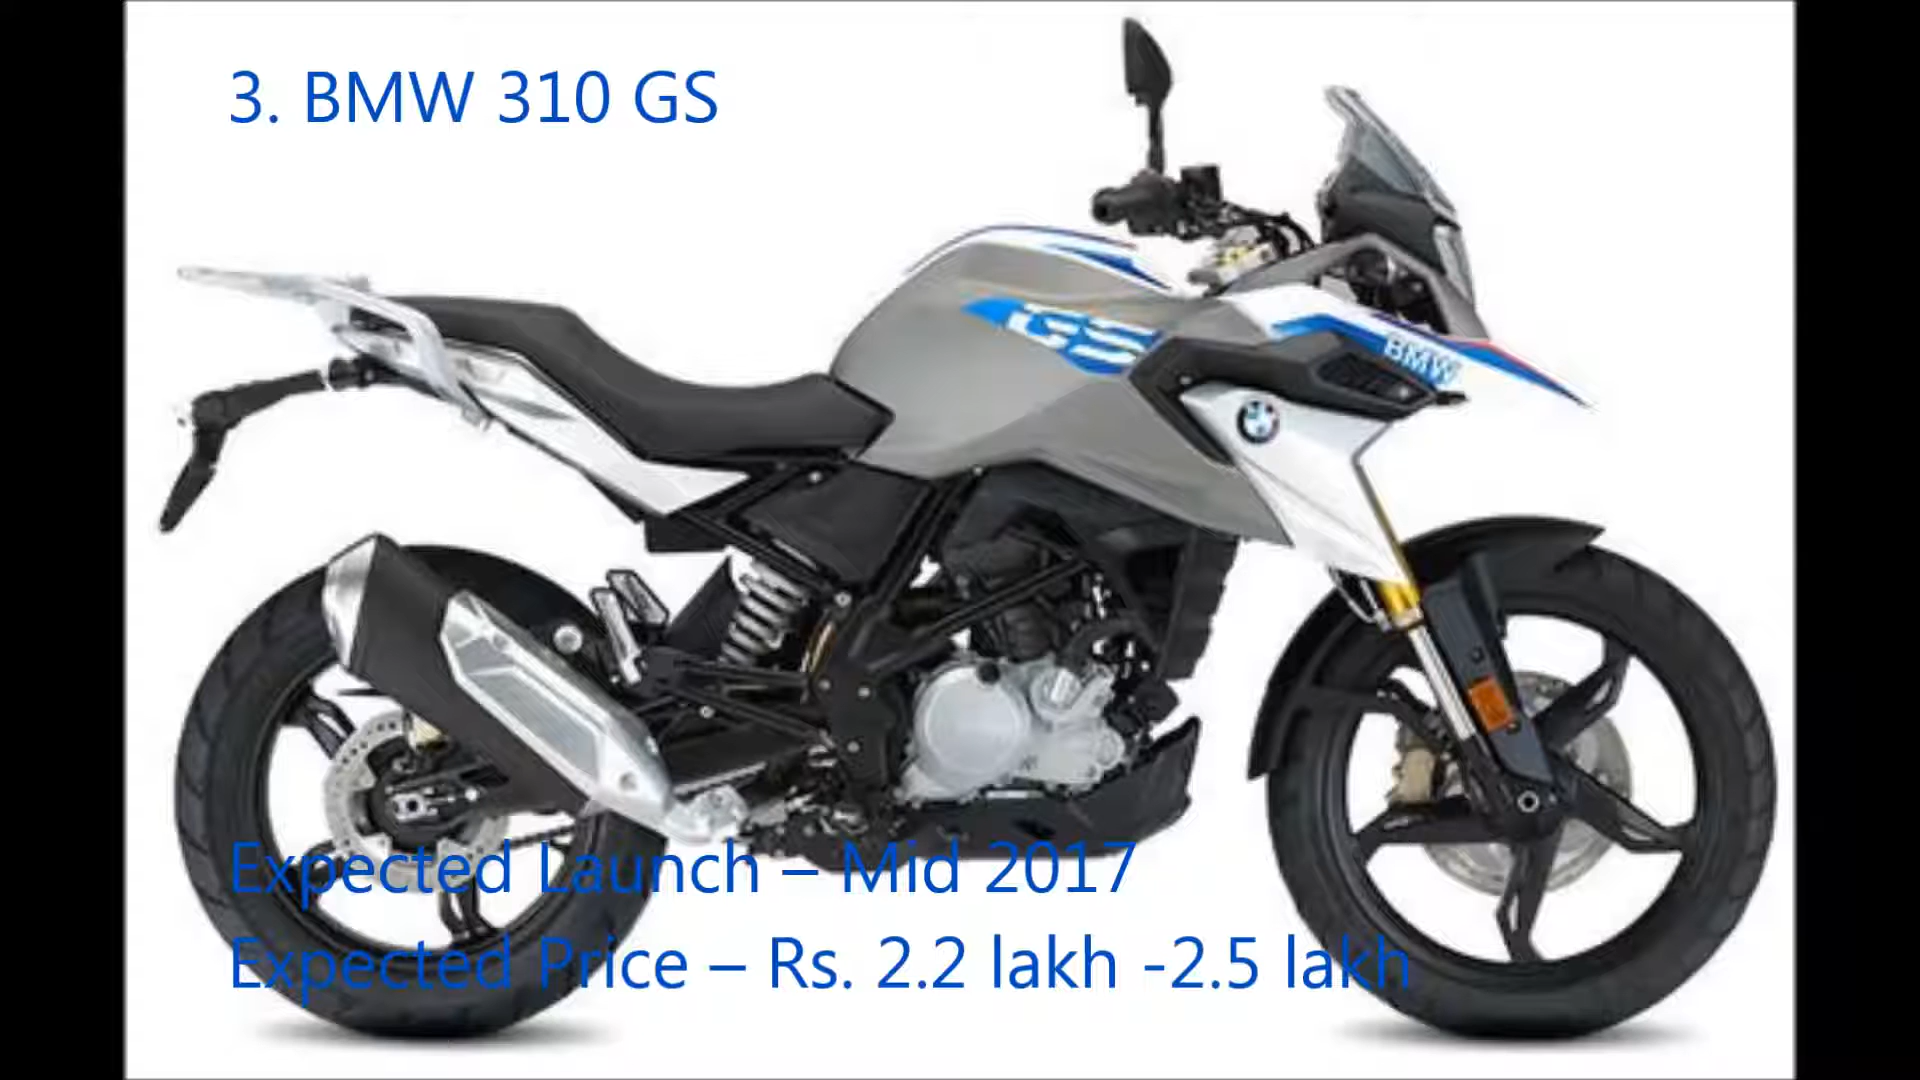 3. BMW 310 GS
GS
BMW
Expected Launch – Mid 2017
Expected Price – Rs. 2.2 lakh -2.5 lakh